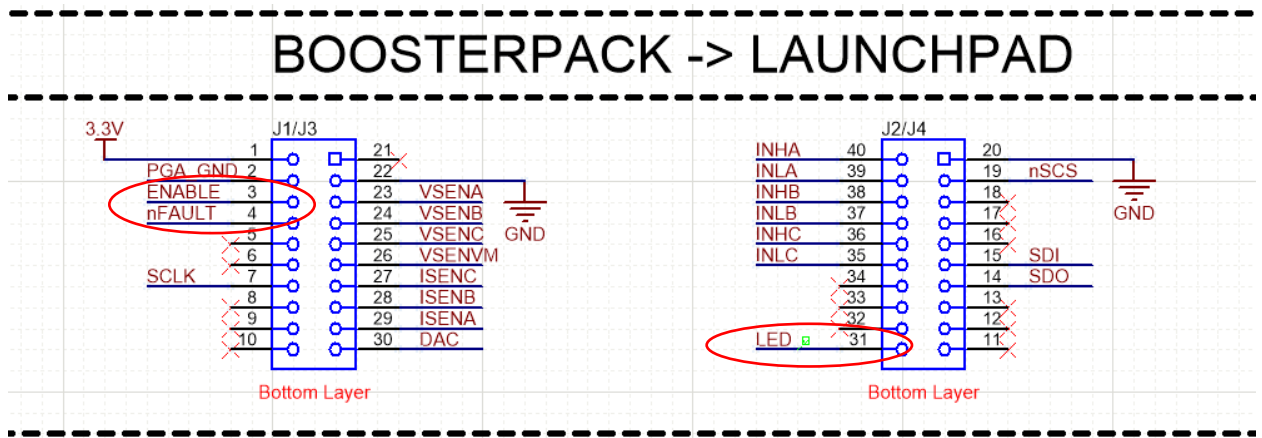 BOOSTERPACK -> LAUNCHPAD
3.3V
J1/J3
1 21
PGA_GND 2 22
ENABLE 3 23 VSENA
nFAULT 4 24 VSENB
5 25 VSENC
6 26 VSENVM
SCLK 7 27 ISENC
8 28 ISENB
9 29 ISENA
10 30 DAC
GND
Bottom Layer
J2/J4
INHA 40 20
INLA 39 19 nSCS
INHB 38 18
INLB 37 17
INHC 36 16
INLC 35 15 SDI
34 14 SDO
33 13
32 12
LED 31 11
GND
Bottom Layer